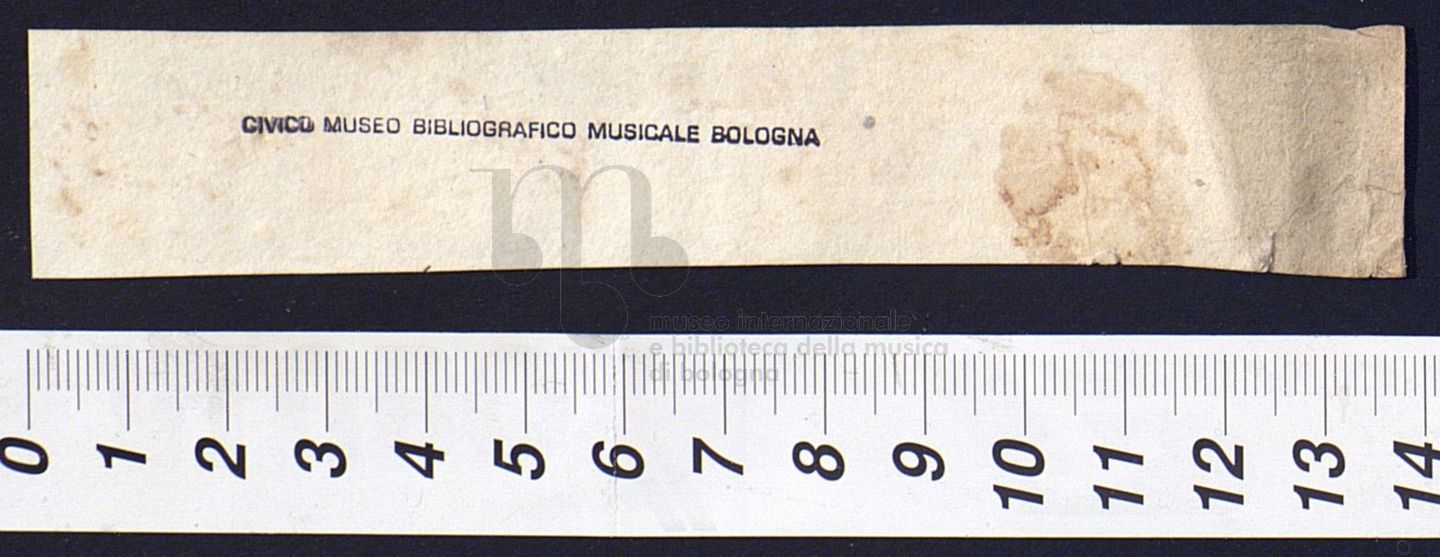 CIVICO MUSEO BIBLIOGRAFICO MUSICALE BOLOGNA
museo internazionale
e biblioteca della musica
di bologna
0 1 2 3 4 5 6 7 8 9 10 11 12 13 14